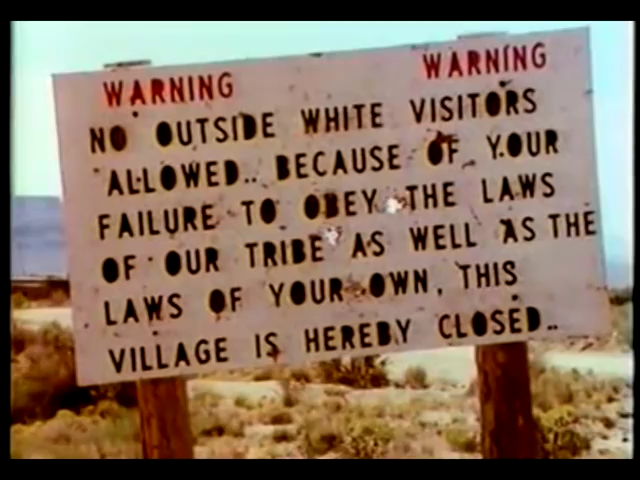 WARNING WARNING
NO OUTSIDE WHITE VISITORS
ALLOWED.. BECAUSE OF YOUR
FAILURE TO OBEY THE LAWS
OF OUR TRIBE AS WELL AS THE
LAWS OF YOUR OWN, THIS
VILLAGE IS HEREBY CLOSED..